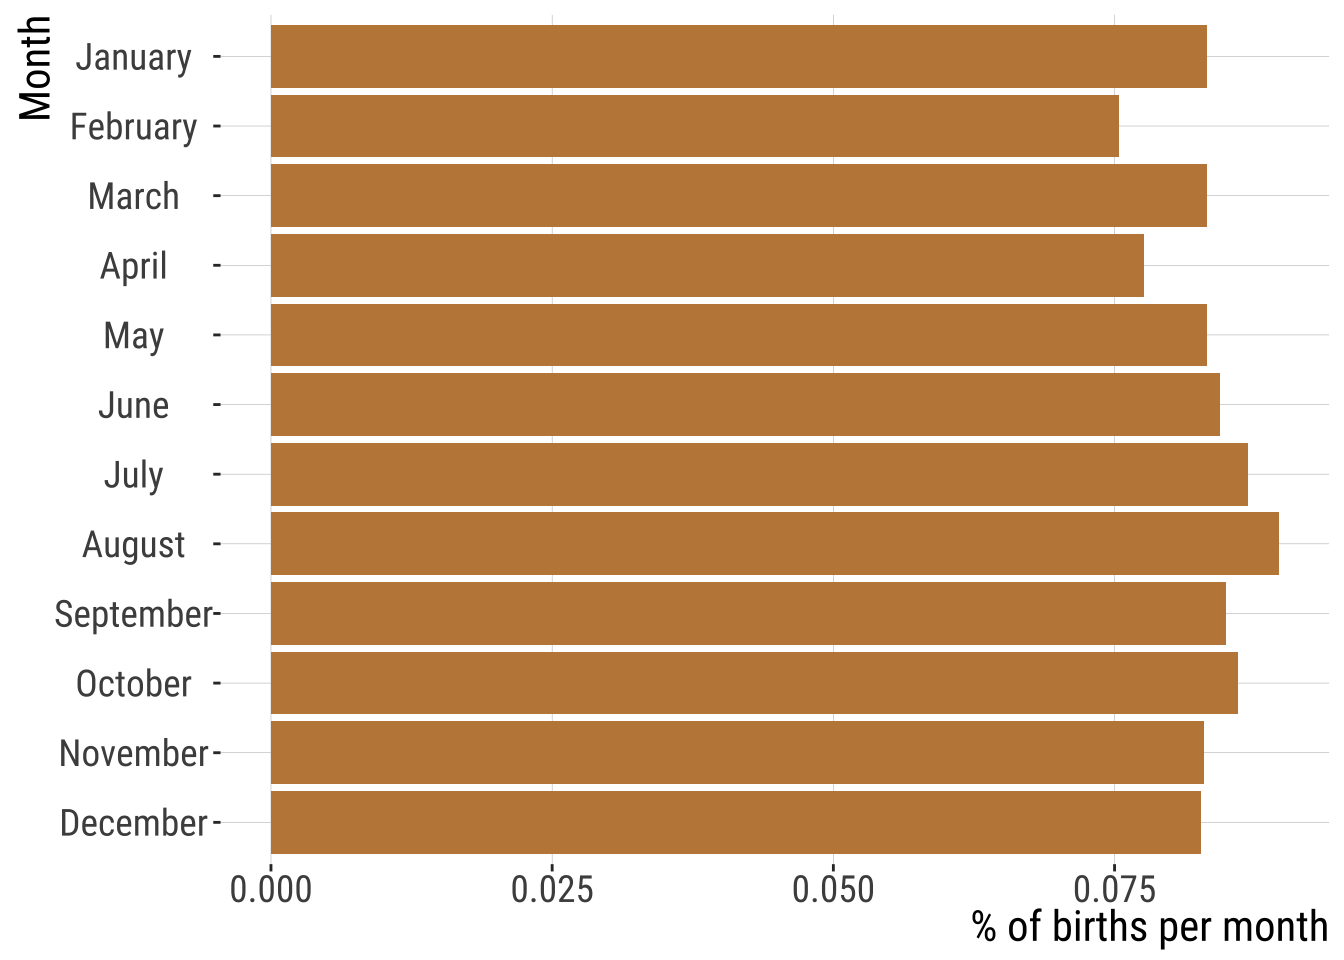 Month
January
February
March
April
May
June
July
August
September
October
November
December
0.000 0.025 0.050 0.075
% of births per month